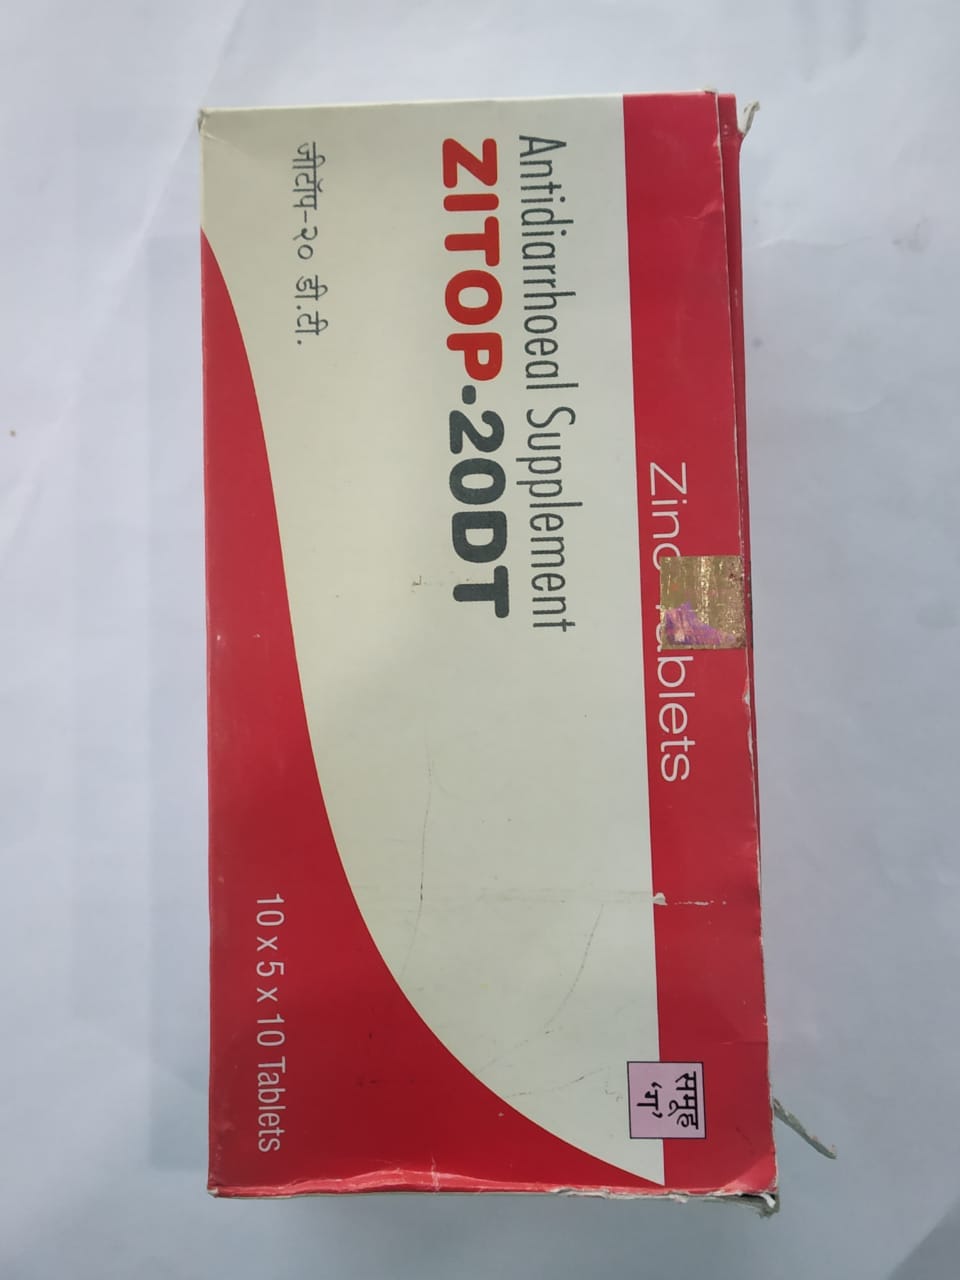 Zinc Tablets
Antidiarrhoeal Supplement
ZITOP-20DT
जीटॉप-२० डी.टी.
10 x 5 x 10 Tablets
समूह
'ग'